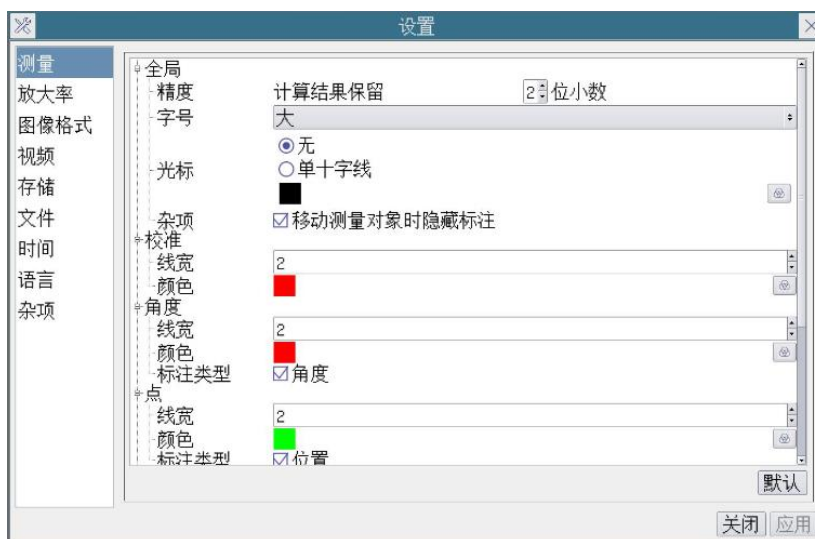 设置
测量
放大率
图像格式
视频
存储
文件
时间
语言
杂项
全局
精度 计算结果保留 2 位小数
字号 大
无
光标 单十字线
杂项 移动测量对象时隐藏标注
校准
线宽 2
颜色
角度
线宽 2
颜色
标注类型 角度
点
线宽 2
颜色
标注类型 位置
默认
关闭 应用